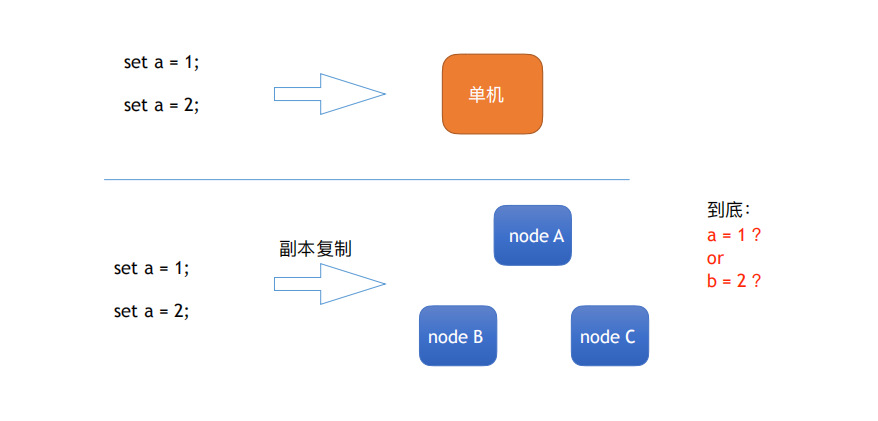 set a = 1;
set a = 2;
单机
副本复制
set a = 1;
set a = 2;
node A
node B
node C
到底：
a = 1 ?
or
b = 2 ?